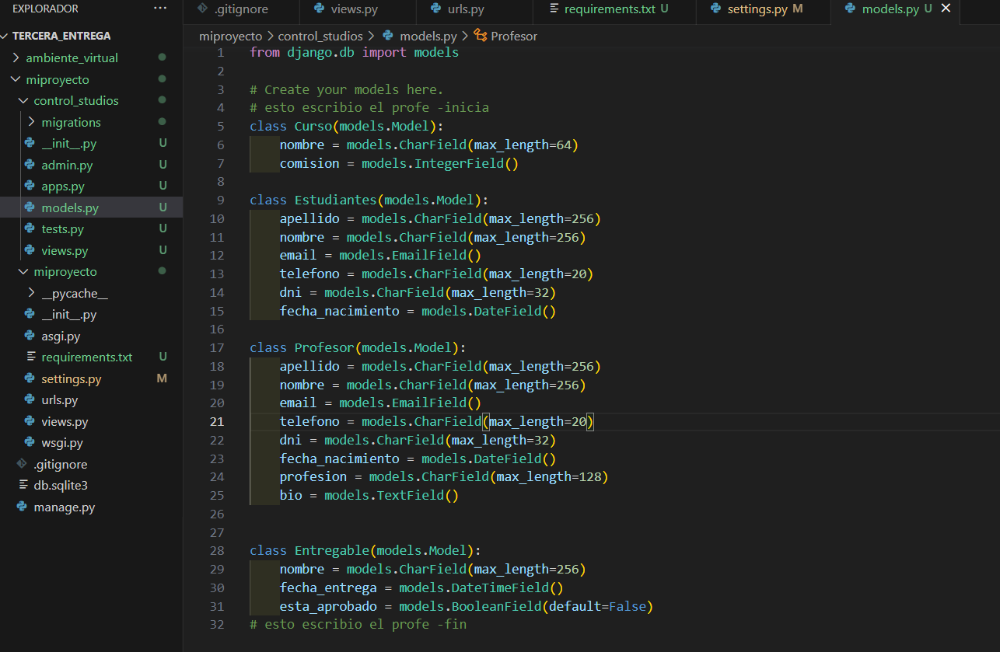 EXPLORADOR
TERCERA_ENTREGA
ambiente_virtual
miproyecto
control_studios
migrations
__init__.py U
admin.py U
apps.py U
models.py U
tests.py U
views.py U
miproyecto
__pycache__
__init__.py
asgi.py
requirements.txt U
settings.py M
urls.py
views.py
wsgi.py
.gitignore
db.sqlite3
manage.py
.gitignore views.py urls.py requirements.txt U settings.py M models.py U
miproyecto > control_studios > models.py > Profesor
1 from django.db import models
2
3 # Create your models here.
4 # esto escribio el profe -inicia
5 class Curso(models.Model):
6 nombre = models.CharField(max_length=64)
7 comision = models.IntegerField()
8
9 class Estudiantes(models.Model):
10 apellido = models.CharField(max_length=256)
11 nombre = models.CharField(max_length=256)
12 email = models.EmailField()
13 telefono = models.CharField(max_length=20)
14 dni = models.CharField(max_length=32)
15 fecha_nacimiento = models.DateField()
16
17 class Profesor(models.Model):
18 apellido = models.CharField(max_length=256)
19 nombre = models.CharField(max_length=256)
20 email = models.EmailField()
21 telefono = models.CharField(max_length=20)
22 dni = models.CharField(max_length=32)
23 fecha_nacimiento = models.DateField()
24 profesion = models.CharField(max_length=128)
25 bio = models.TextField()
26
27
28 class Entregable(models.Model):
29 nombre = models.CharField(max_length=256)
30 fecha_entrega = models.DateTimeField()
31 esta_aprobado = models.BooleanField(default=False)
32 # esto escribio el profe -fin